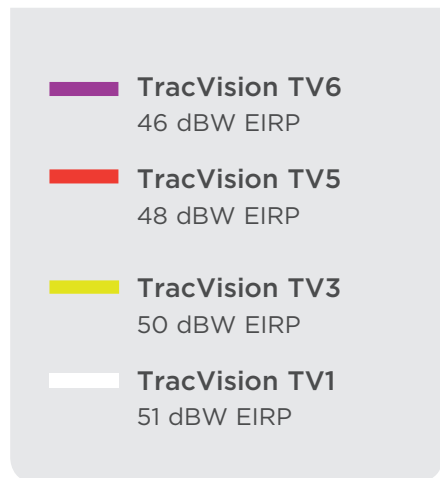 TracVision TV6
46 dBW EIRP
TracVision TV5
48 dBW EIRP
TracVision TV3
50 dBW EIRP
TracVision TV1
51 dBW EIRP